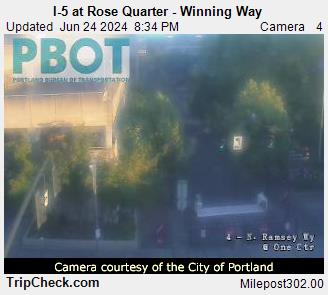 I-5 at Rose Quarter - Winning Way
Updated Jun 24 2024 8:34 PM Camera 4
PBOT
PORTLAND BUREAU OF TRANSPORTATION
4 - N. Ramsey Wy
@ One Ctr
Camera courtesy of the City of Portland
TripCheck.com Milepost302.00